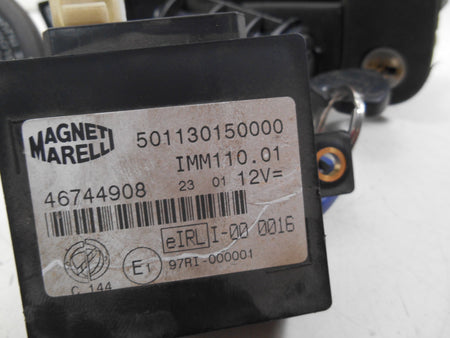 MAGNETI
MARELLI
501130150000
IMM110.01
46744908 23 01 12V=
eIRL I-00 0016
E1 97RI-000001
C. 144